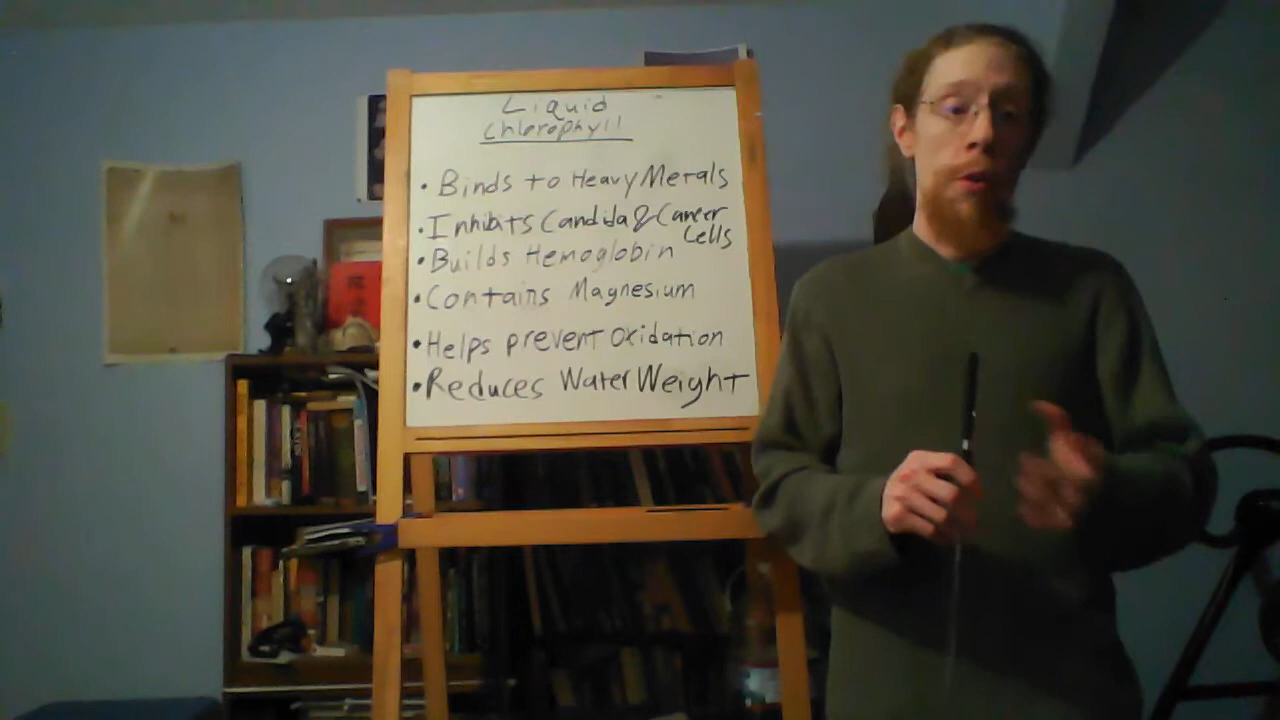 Liquid
Chlorophyll
• Binds to Heavy Metals
• Inhibits Candida & Cancer
Cells
• Builds Hemoglobin
• Contains Magnesium
• Helps prevent Oxidation
• Reduces Water Weight